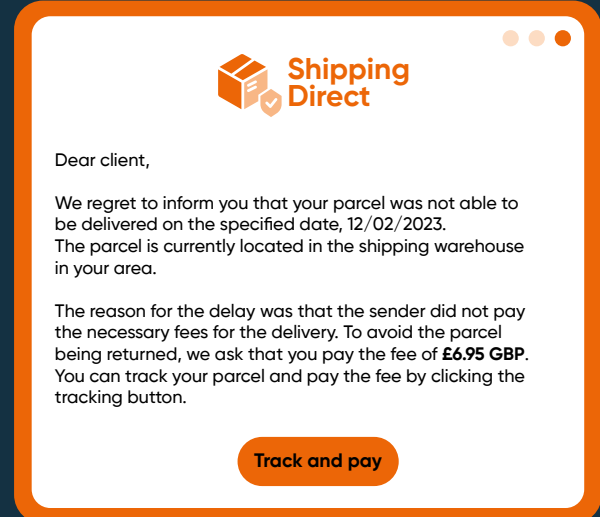 Shipping
Direct
Dear client,
We regret to inform you that your parcel was not able to
be delivered on the specified date, 12/02/2023.
The parcel is currently located in the shipping warehouse
in your area.
The reason for the delay was that the sender did not pay
the necessary fees for the delivery. To avoid the parcel
being returned, we ask that you pay the fee of £6.95 GBP.
You can track your parcel and pay the fee by clicking the
tracking button.
Track and pay